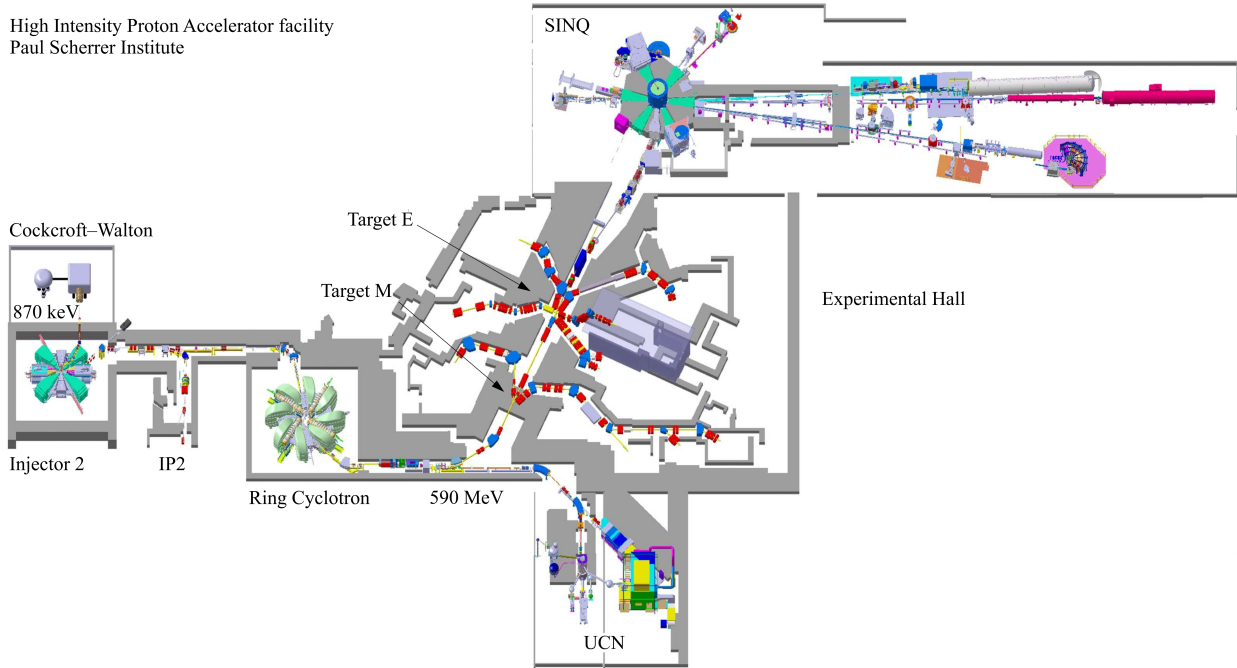 High Intensity Proton Accelerator facility
Paul Scherrer Institute
SINQ
Target E
Cockcroft–Walton
Target M
870 keV
Experimental Hall
Injector 2
IP2
Ring Cyclotron
590 MeV
UCN